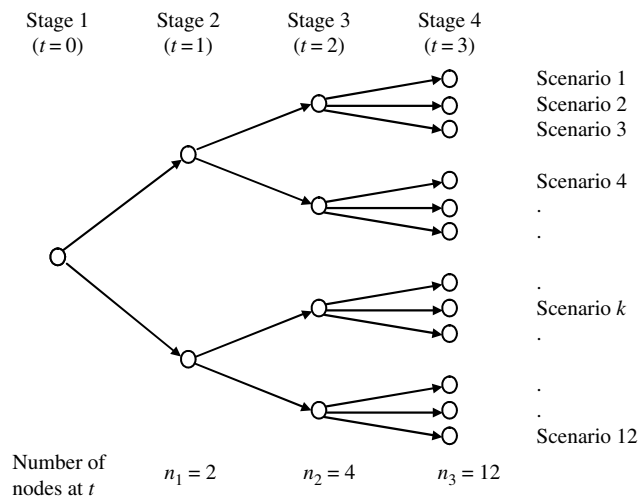 Stage 1 Stage 2 Stage 3 Stage 4
(t=0) (t=1) (t=2) (t=3)
Scenario 1
Scenario 2
Scenario 3
Scenario 4
.
.
.
Scenario k
.
.
.
Scenario 12
Number of
nodes at t
n₁ = 2 n₂ = 4 n₃ = 12